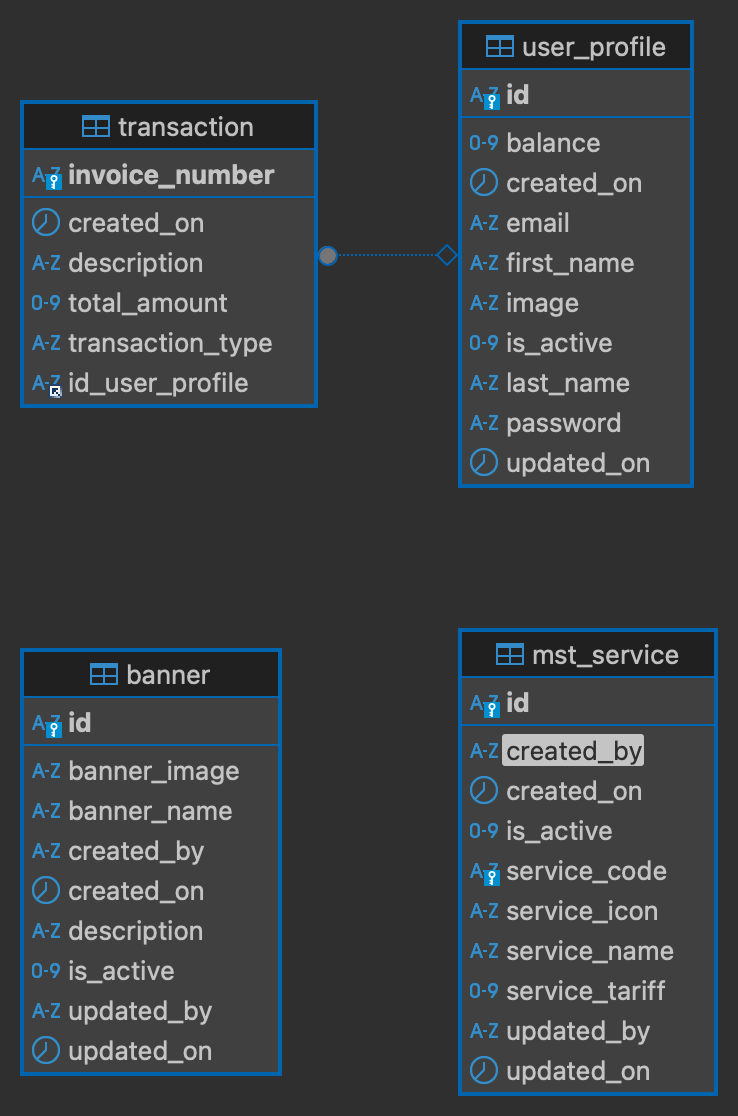 transaction
A-Z invoice_number
created_on
A-Z description
0-9 total_amount
A-Z transaction_type
A-Z id_user_profile
user_profile
A-Z id
0-9 balance
created_on
A-Z email
A-Z first_name
A-Z image
0-9 is_active
A-Z last_name
A-Z password
updated_on
banner
A-Z id
A-Z banner_image
A-Z banner_name
A-Z created_by
created_on
A-Z description
0-9 is_active
A-Z updated_by
updated_on
mst_service
A-Z id
A-Z created_by
created_on
0-9 is_active
A-Z service_code
A-Z service_icon
A-Z service_name
0-9 service_tariff
A-Z updated_by
updated_on